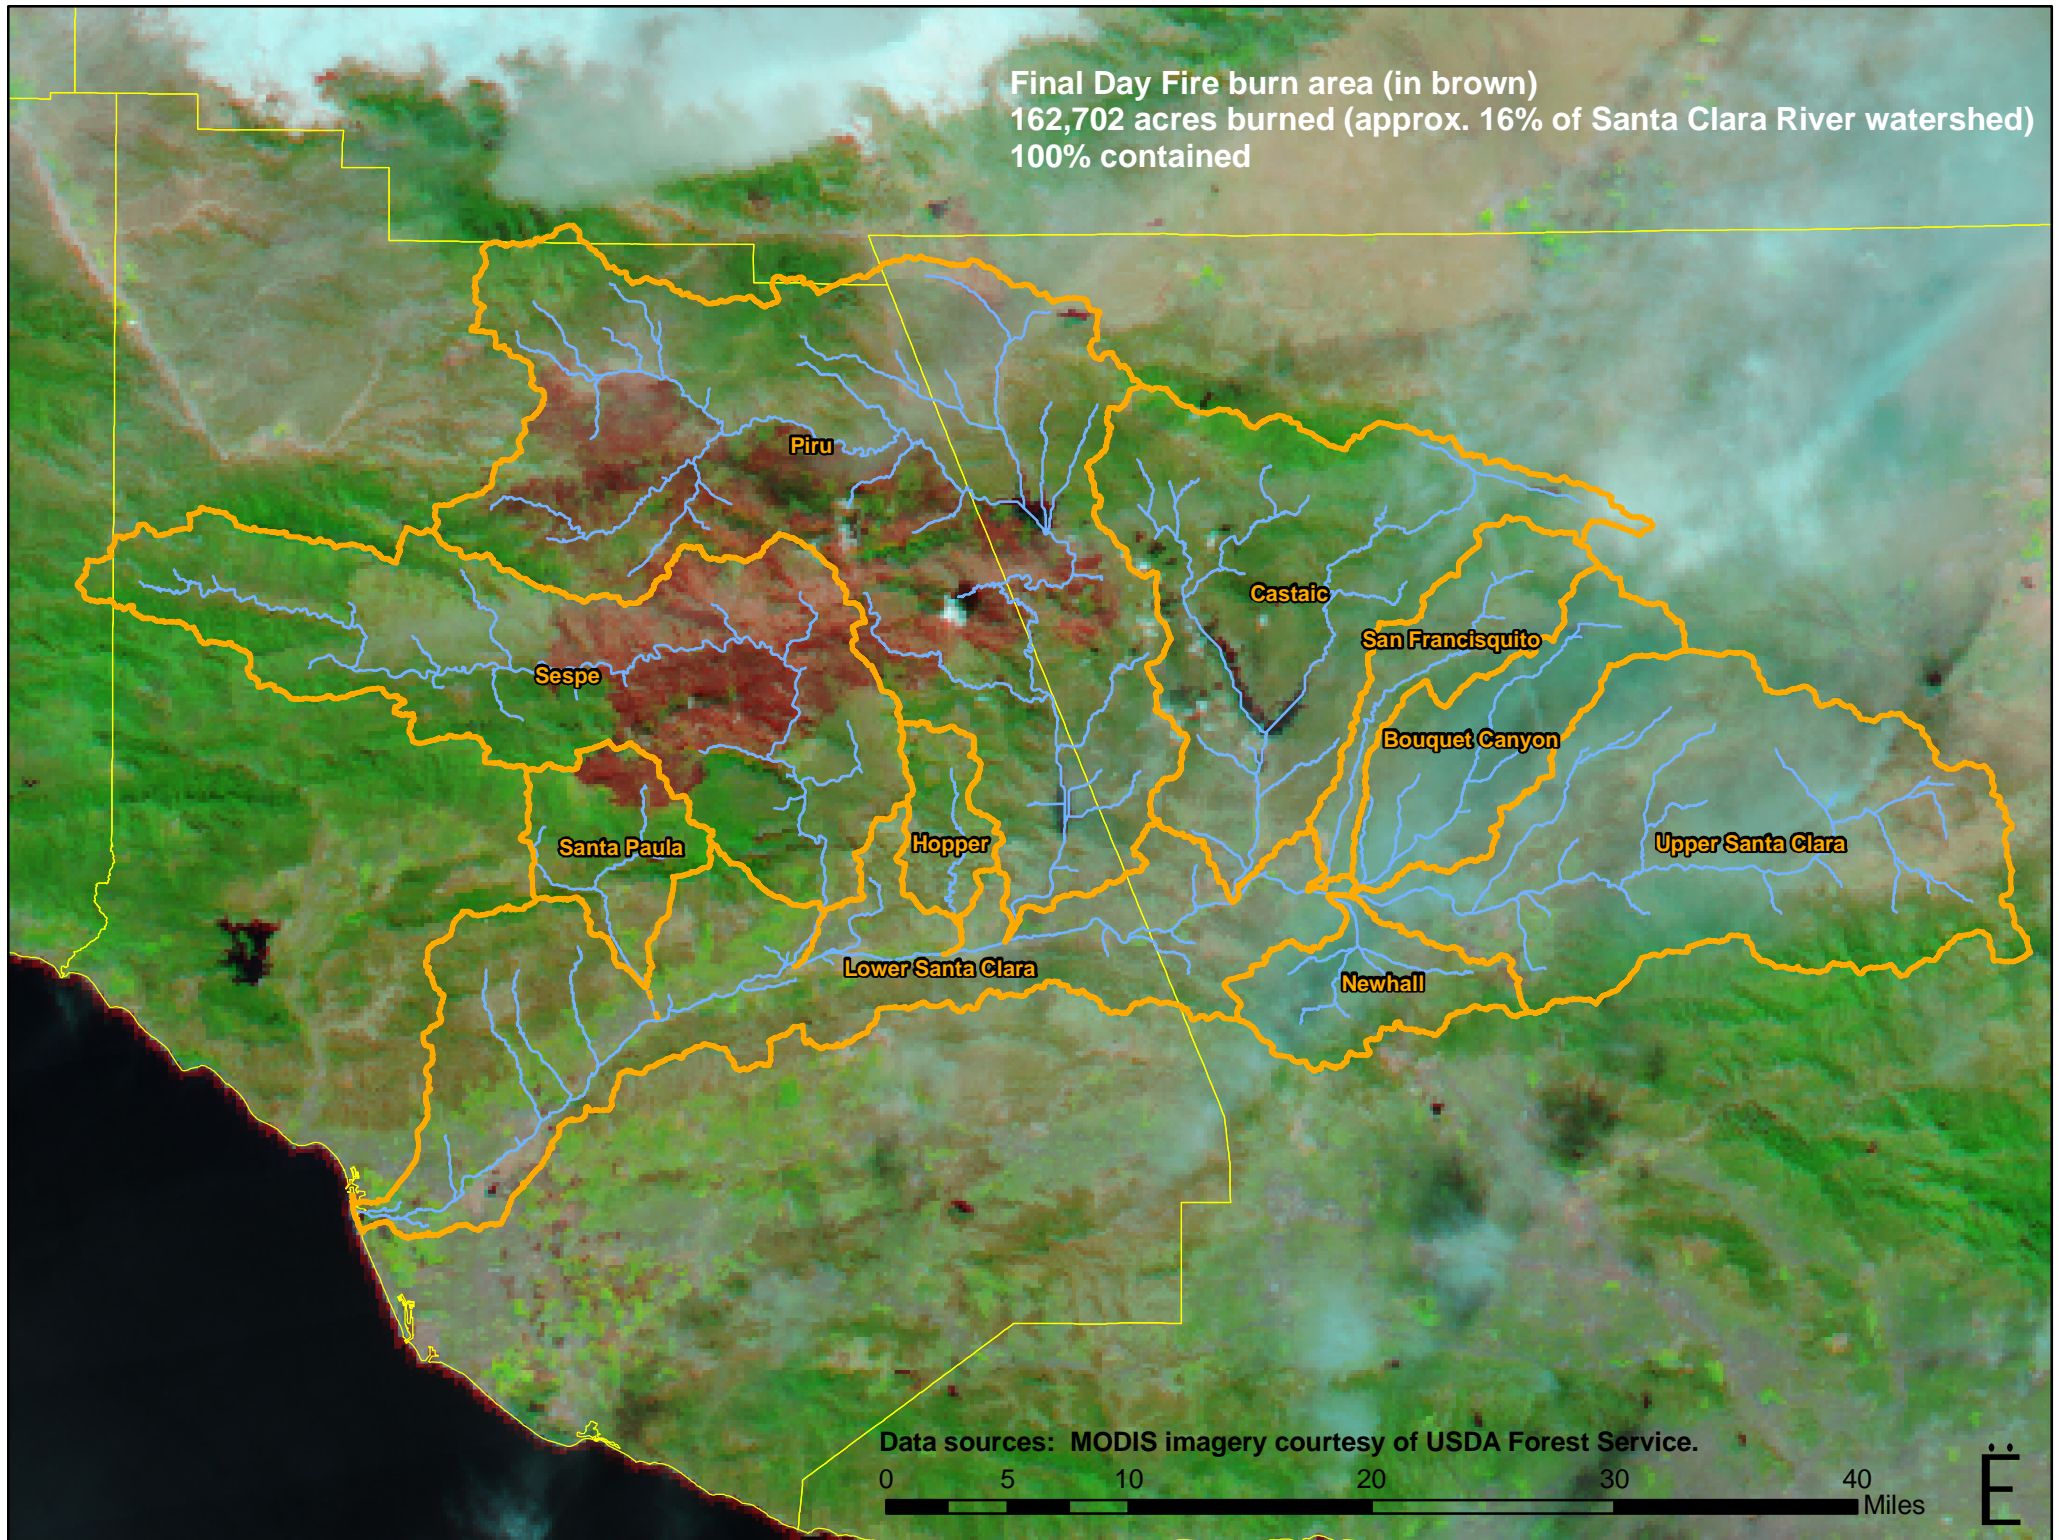 Final Day Fire burn area (in brown)
162,702 acres burned (approx. 16% of Santa Clara River watershed)
100% contained
Piru
Castaic
San Francisquito
Sespe
Bouquet Canyon
Santa Paula
Hopper
Upper Santa Clara
Lower Santa Clara
Newhall
Data sources: MODIS imagery courtesy of USDA Forest Service.
0 5 10 20 30 40
Miles
Ë